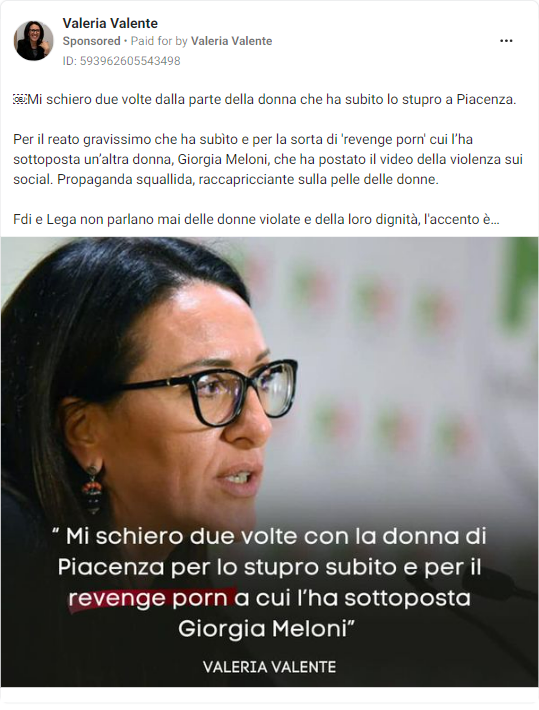 Valeria Valente
Sponsored • Paid for by Valeria Valente
ID: 593962605543498
￼Mi schiero due volte dalla parte della donna che ha subito lo stupro a Piacenza.
Per il reato gravissimo che ha subìto e per la sorta di 'revenge porn' cui l’ha
sottoposta un’altra donna, Giorgia Meloni, che ha postato il video della violenza sui
social. Propaganda squallida, raccapricciante sulla pelle delle donne.
Fdi e Lega non parlano mai delle donne violate e della loro dignità, l'accento è…
“ Mi schiero due volte con la donna di
Piacenza per lo stupro subito e per il
revenge porn a cui l’ha sottoposta
Giorgia Meloni”
VALERIA VALENTE